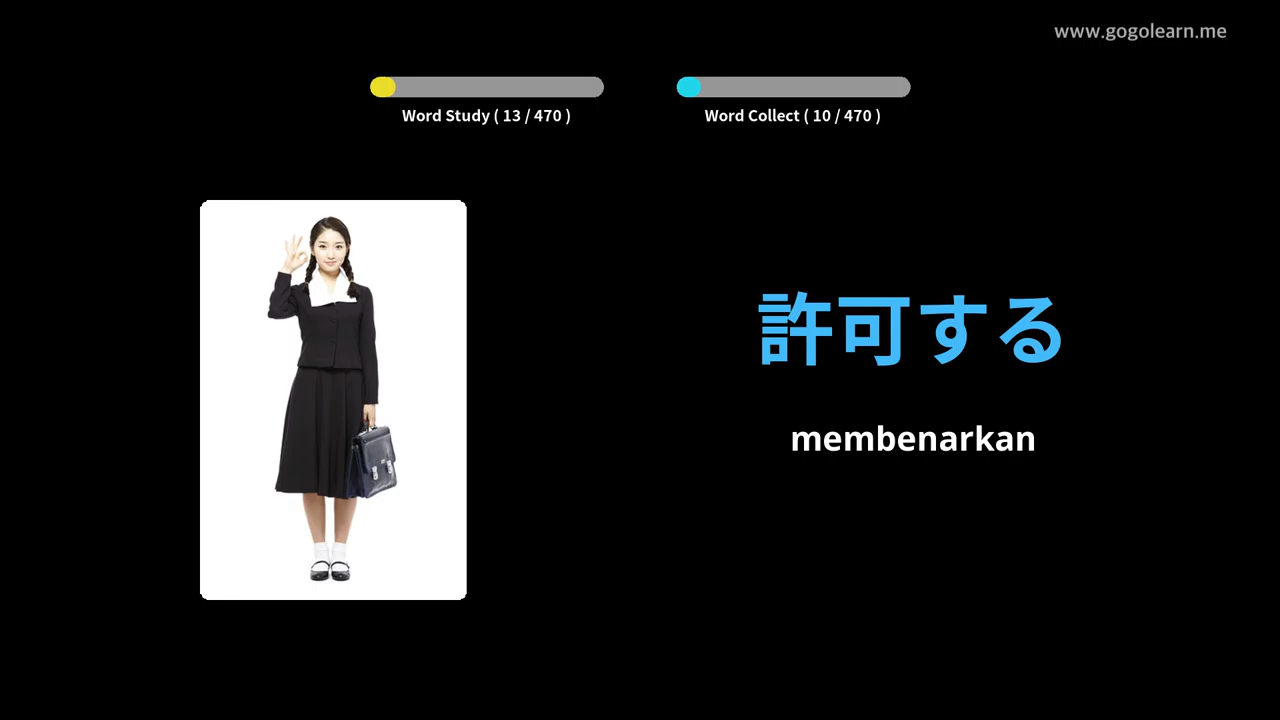 www.gogolearn.me
Word Study ( 13 / 470 )
Word Collect ( 10 / 470 )
許可する
membenarkan